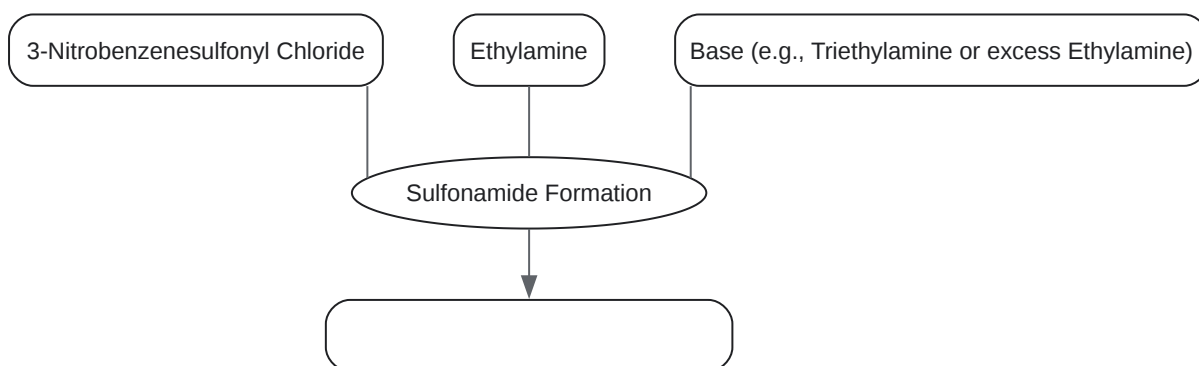 3-Nitrobenzenesulfonyl Chloride
Ethylamine
Base (e.g., Triethylamine or excess Ethylamine)
Sulfonamide Formation